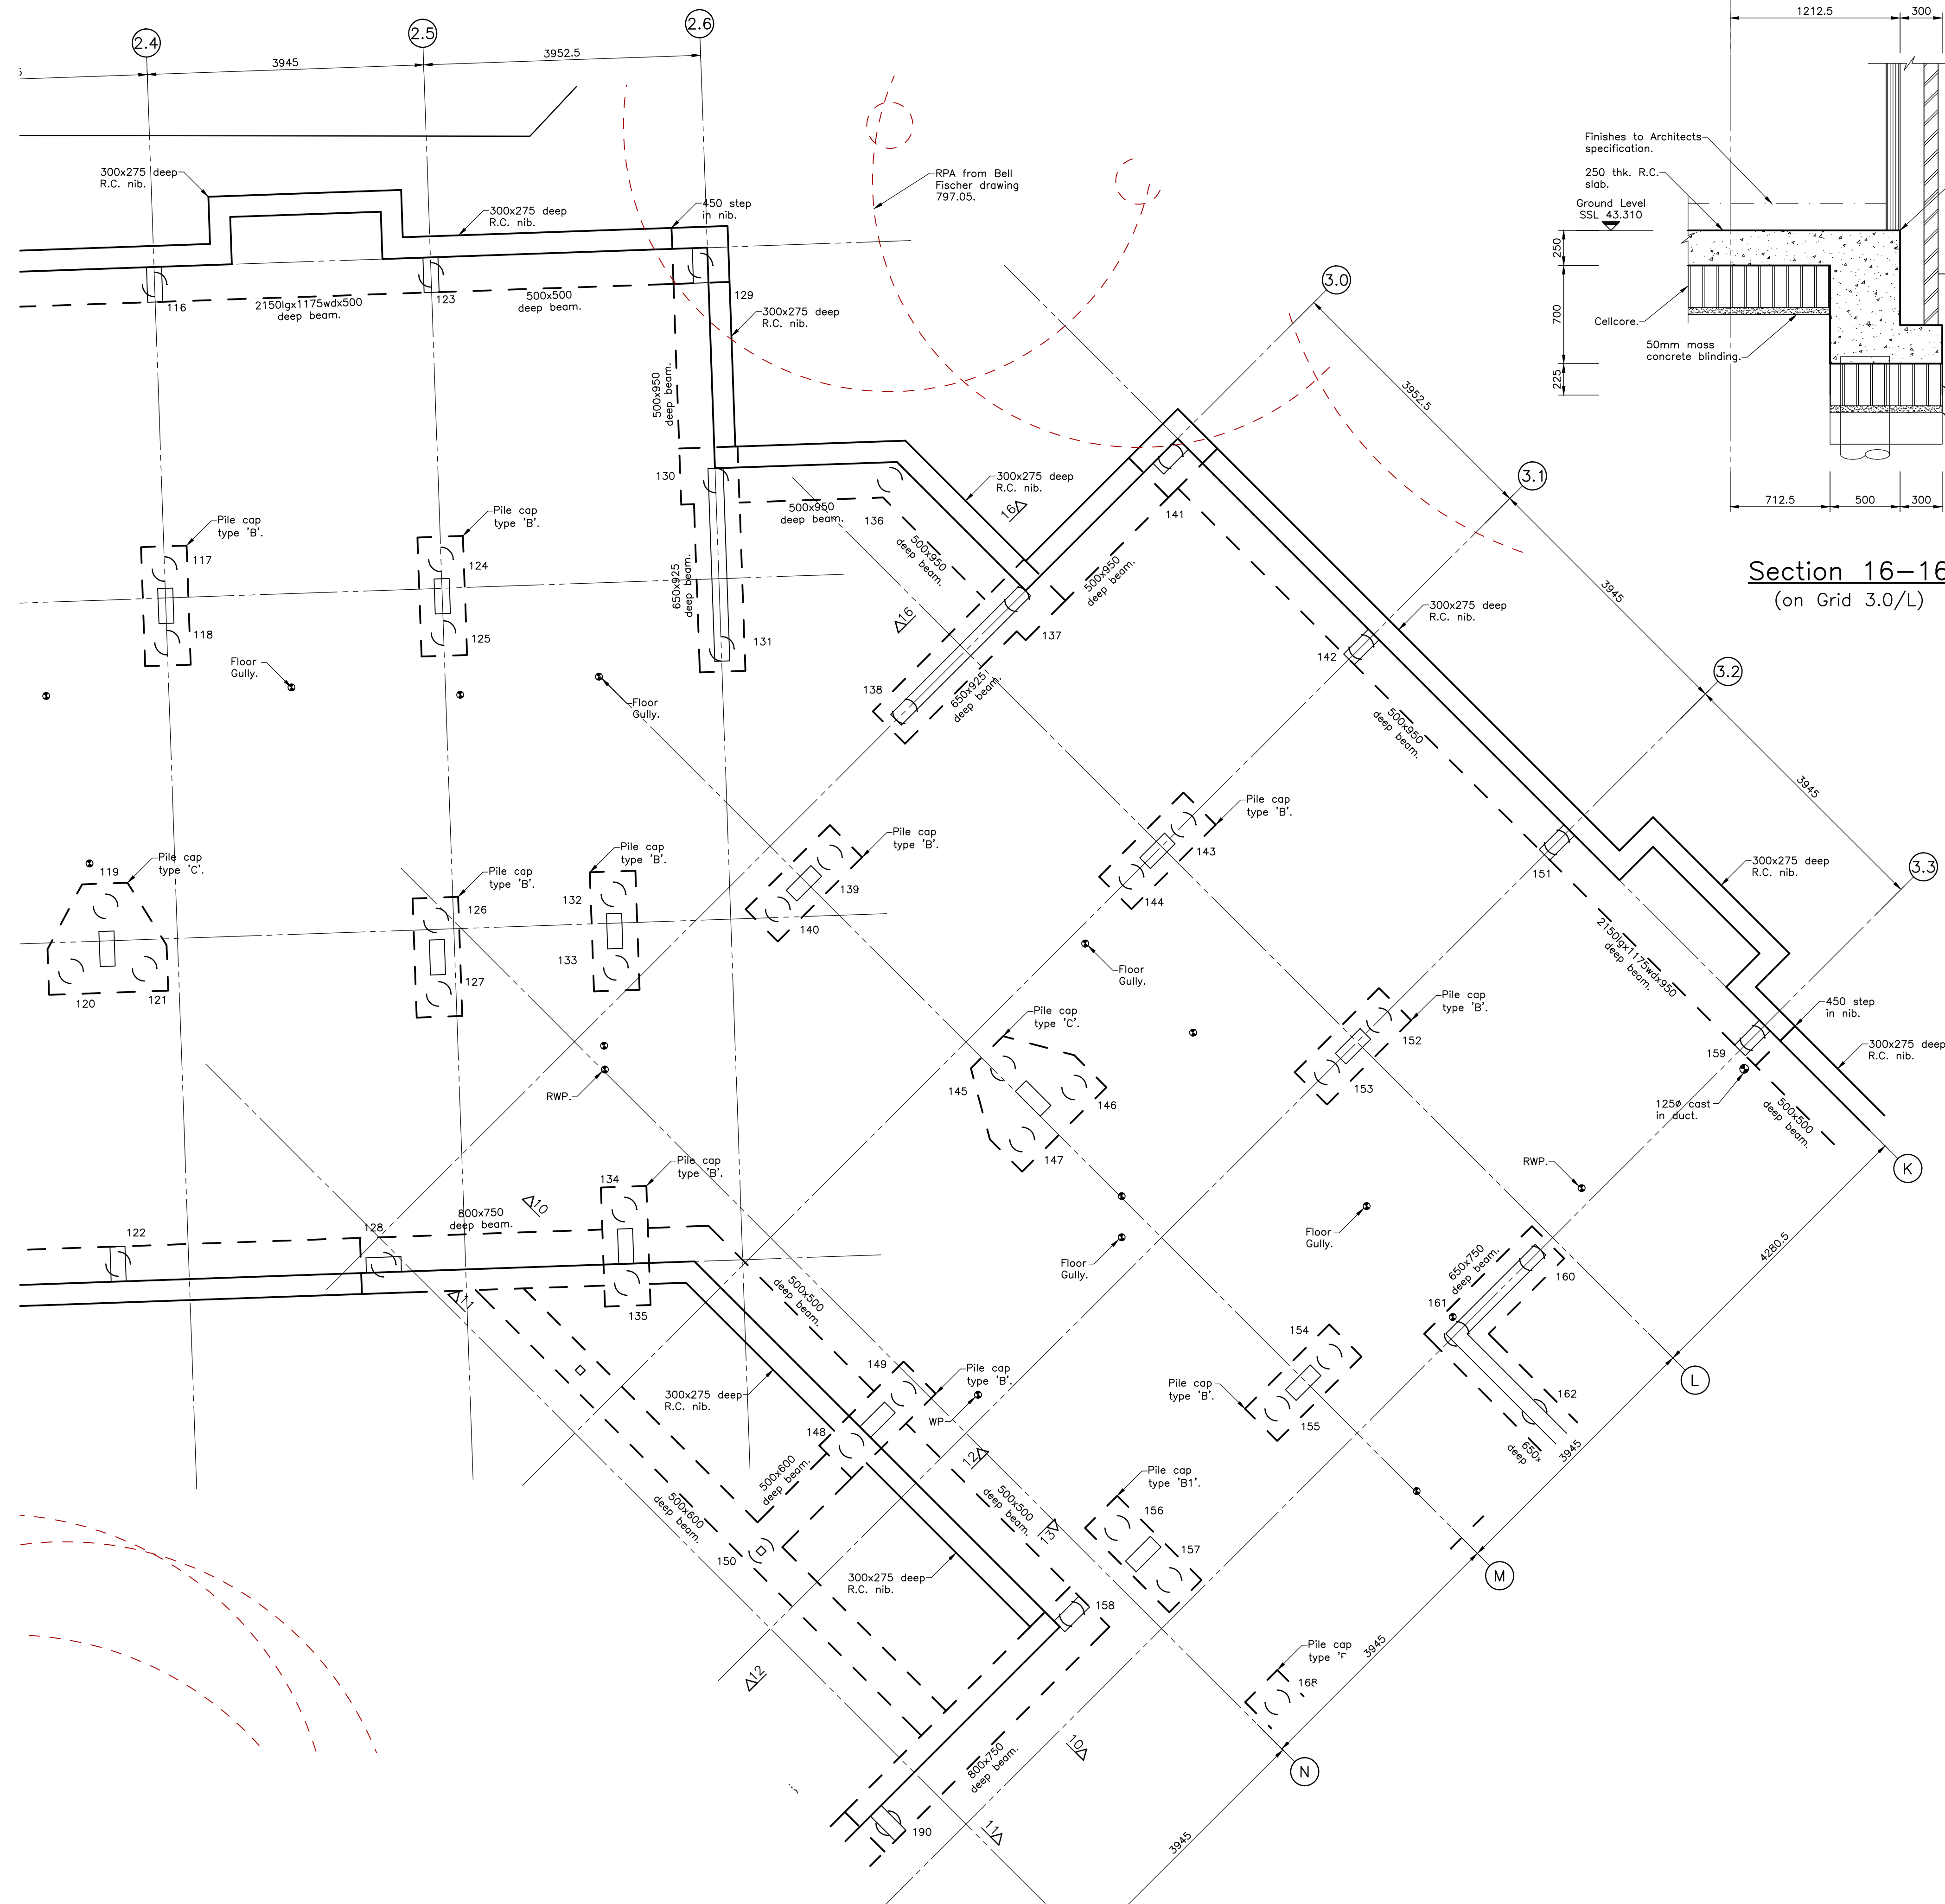 2.4
2.5
2.6
3945
3952.5
1212.5
300
300x275 deep
R.C. nib.
300x275 deep
R.C. nib.
450 step
in nib.
RPA from Bell
Fischer drawing
797.05.
Finishes to Architects
specification.
250 thk. R.C.
slab.
Ground Level
SSL 43.310
250
700
225
Cellcore.
50mm mass
concrete blinding.
712.5
500
300
Section 16-16
(on Grid 3.0/L)
116
2150lgx1175wdx500
deep beam.
123
500x500
deep beam.
129
300x275 deep
R.C. nib.
3.0
3952.5
3.1
3945
3.2
3945
3.3
500x950
deep beam.
130
500x950
deep beam.
136
300x275 deep
R.C. nib.
16
141
500x950
deep beam.
500x950
deep beam.
137
16
142
300x275 deep
R.C. nib.
Pile cap
type 'B'.
117
118
Pile cap
type 'B'.
124
125
650x925
deep beam.
131
Floor
Gully.
Floor
Gully.
138
650x925
deep beam.
500x950
deep beam.
Pile cap
type 'B'.
143
144
151
300x275 deep
R.C. nib.
Pile cap
type 'C'.
119
120
121
Pile cap
type 'B'.
126
127
Pile cap
type 'B'.
132
133
Pile cap
type 'B'.
139
140
Floor
Gully.
2150lgx1175wdx950
deep beam.
450 step
in nib.
300x275 deep
R.C. nib.
159
125ø cast
in duct.
500x500
deep beam.
Pile cap
type 'B'.
152
153
Pile cap
type 'C'.
145
146
147
RWP.
RWP.
K
4280.5
134
Pile cap
type 'B'.
135
10
800x750
deep beam.
122
128
11
500x500
deep beam.
Floor
Gully.
Floor
Gully.
650x750
deep beam.
160
161
162
650x
deep
L
3945
149
Pile cap
type 'B'.
148
WP
300x275 deep
R.C. nib.
Pile cap
type 'B'.
154
155
500x600
deep beam.
500x600
deep beam.
12
500x500
deep beam.
13
Pile cap
type 'B1'.
156
157
M
150
300x275 deep
R.C. nib.
158
3945
Pile cap
type
168
12
10
800x750
deep beam.
N
190
11
3945